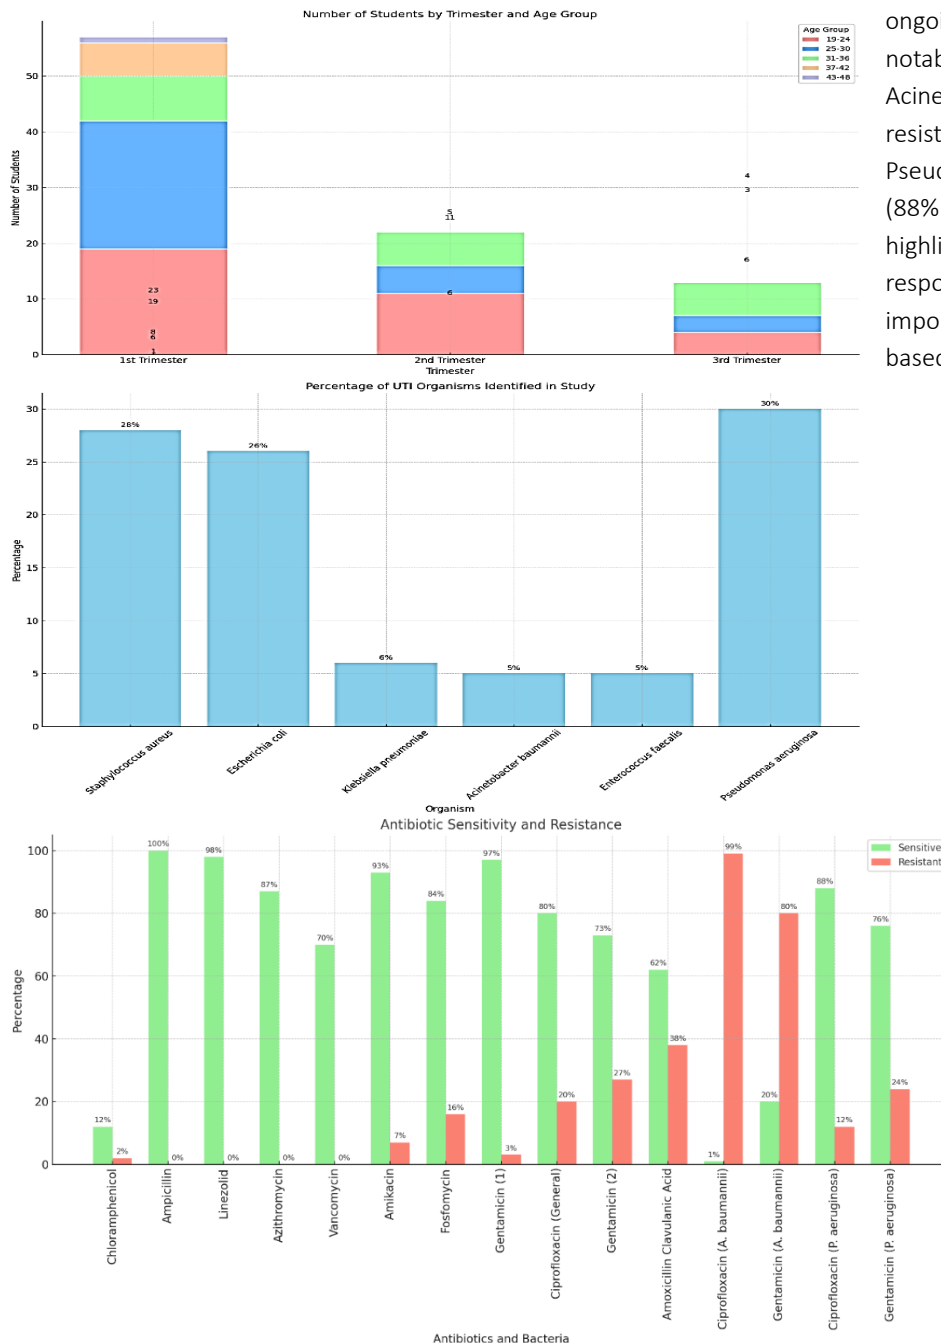 Number of Students by Trimester and Age Group
Age Group
19-24
25-30
31-36
37-42
43-48
Number of Students
50
40
30
20
10
0
23
19
6
1
5
11
6
4
3
6
1st Trimester
2nd Trimester
3rd Trimester
Trimester
Percentage of UTI Organisms Identified in Study
Percentage
30
25
20
15
10
5
0
28%
26%
6%
5%
5%
30%
Staphylococcus aureus
Escherichia coli
Klebsiella pneumoniae
Acinetobacter baumannii
Enterococcus faecalis
Pseudomonas aeruginosa
Organism
Antibiotic Sensitivity and Resistance
Sensitive
Resistant
Percentage
100
80
60
40
20
0
12%
2%
100%
0%
98%
0%
87%
0%
70%
0%
93%
7%
84%
16%
97%
3%
80%
20%
73%
27%
62%
38%
1%
99%
20%
80%
88%
12%
76%
24%
Chloramphenicol
Ampicillin
Linezolid
Azithromycin
Vancomycin
Amikacin
Fosfomycin
Gentamicin (1)
Ciprofloxacin (General)
Gentamicin (2)
Amoxicillin Clavulanic Acid
Ciprofloxacin (A. baumannii)
Gentamicin (A. baumannii)
Ciprofloxacin (P. aeruginosa)
Gentamicin (P. aeruginosa)
Antibiotics and Bacteria
ongoi
notab
Acine
resist
Pseud
(88%
highli
respo
impo
based